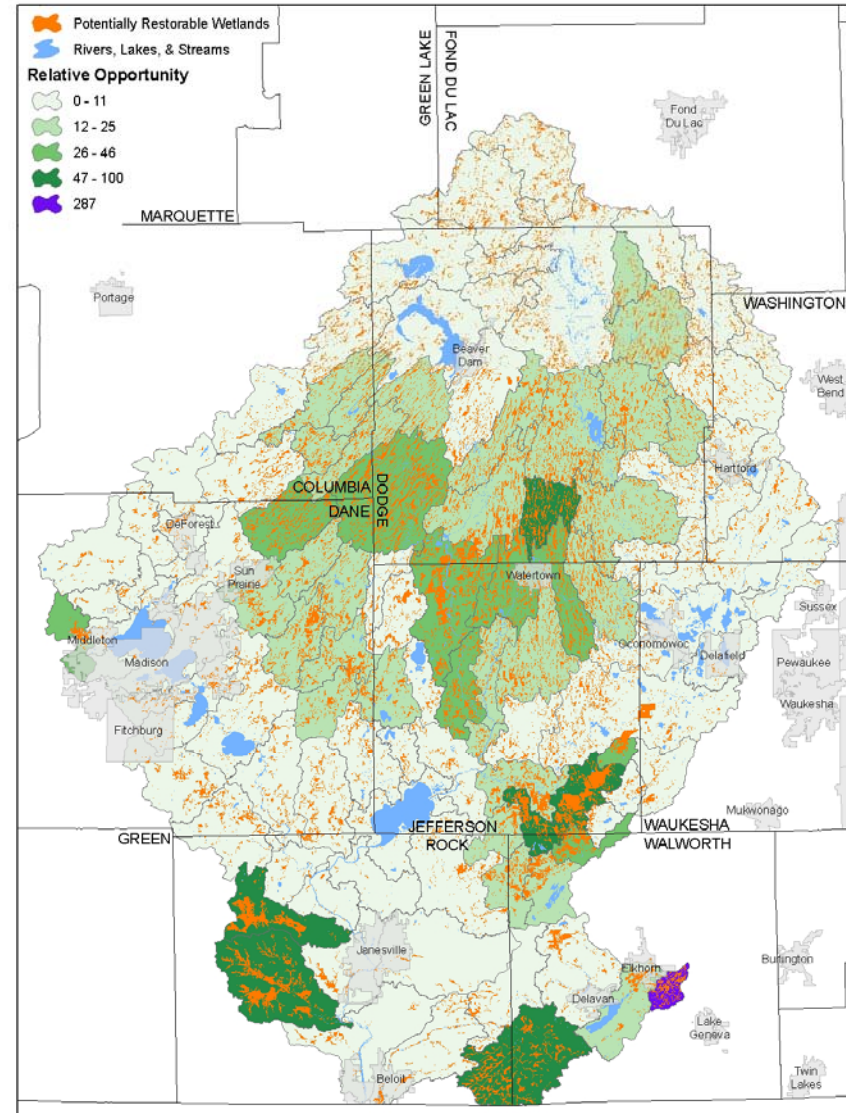 Potentially Restorable Wetlands
Rivers, Lakes, & Streams
Relative Opportunity
0 - 11
12 - 25
26 - 46
47 - 100
287
GREEN LAKE
FOND DU LAC
Fond
Du Lac
MARQUETTE
Portage
WASHINGTON
Beaver
Dam
West
Bend
Hartford
COLUMBIA
DODGE
DANE
DeForest
Sun
Prairie
Watertown
Sussex
Middleton
Madison
Oconomowoc
Delafield
Pewaukee
Waukesha
Fitchburg
Mukwonago
GREEN
JEFFERSON
ROCK
WAUKESHA
WALWORTH
Janesville
Elkhorn
Burlington
Delavan
Lake
Geneva
Beloit
Twin
Lakes